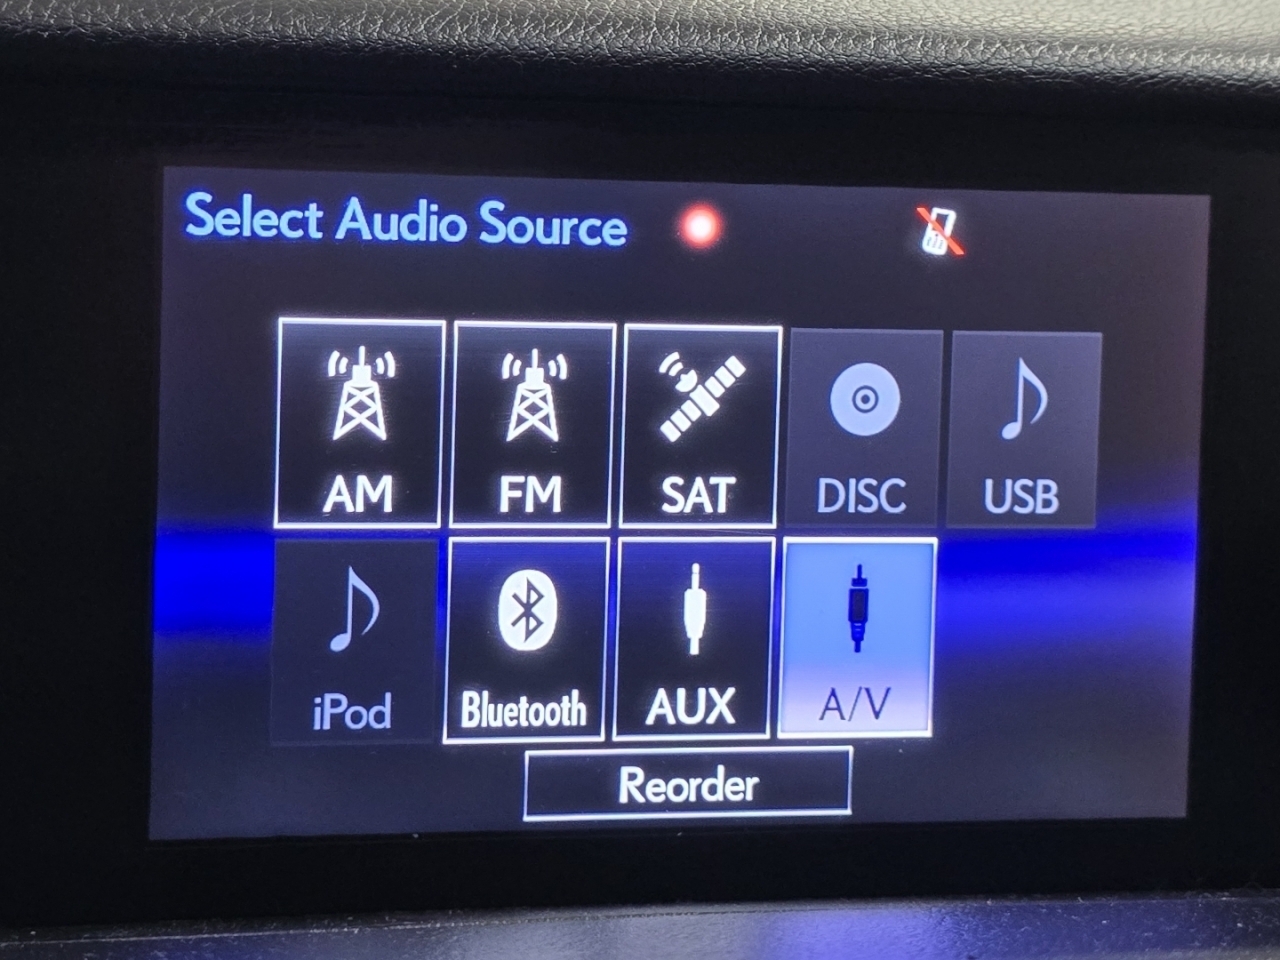 Select Audio Source
AM FM SAT DISC USB
iPod Bluetooth AUX A/V
Reorder